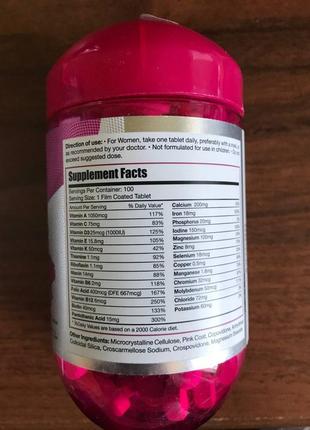 Direction of use: • For Women, take one tablet daily, preferably with a meal, or
as recommended by your doctor. • Not formulated for use in children • Do not
exceed suggested dose.
Supplement Facts
Servings Per Container: 100
Serving Size: 1 Film Coated Tablet
Amount Per Serving % Daily Value*
Vitamin A 1050mcg 117%
Vitamin C 75mg 83%
Vitamin D3 25mcg (1000IU) 125%
Vitamin E 15.8mg 105%
Vitamin K 50mcg 42%
Thiamine 1.1mg 92%
Riboflavin 1.1mg 85%
Niacin 14mg 88%
Vitamin B6 2mg 118%
Folic Acid 400mcg (DFE 667mcg) 167%
Vitamin B12 6mcg 250%
Biotin 40mcg 133%
Pantothenic Acid 15mg 300%
*%Daily Values are based on a 2000 Calorie diet.
Calcium 200mg
Iron 18mg
Phosphorus 20mg
Iodine 150mcg
Magnesium 100mg
Zinc 8mg
Selenium 18mcg
Copper 0.5mg
Manganese 1.8mg
Chromium 32mcg
Molybdenum 50mcg
Chloride 72mg
Potassium 80mg
Other Ingredients: Microcrystalline Cellulose, Pink Coat, Copovidone,
Colloidal Silica, Croscarmellose Sodium, Crospovidone, Magnesium